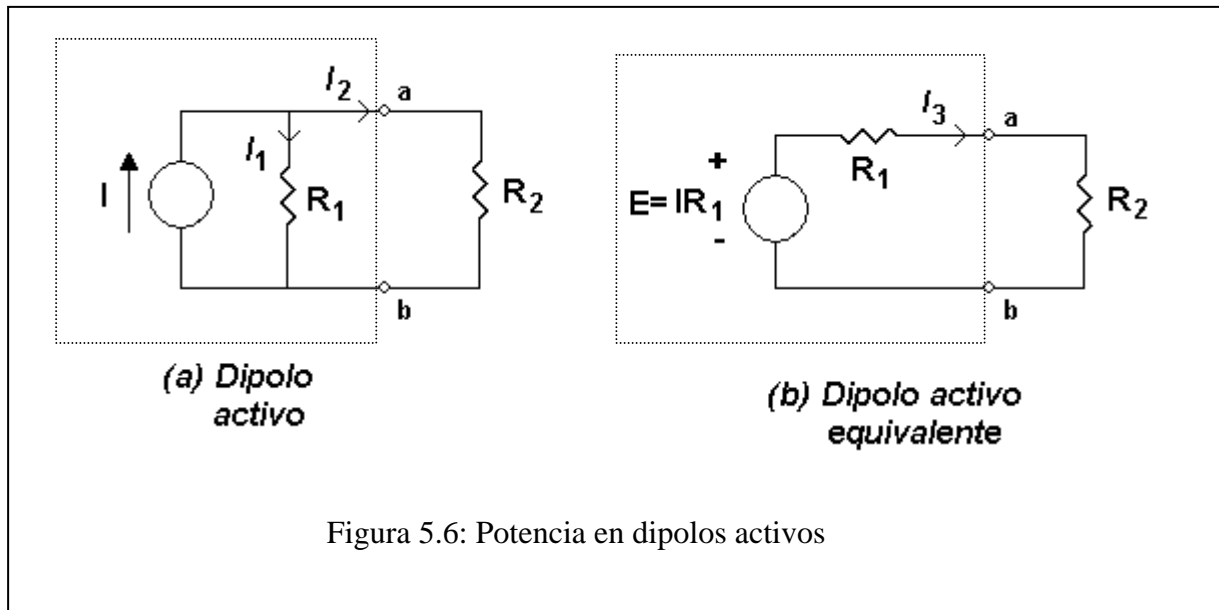 I
I₁
I₂
a
R₁
R₂
b
(a) Dipolo
activo
+
E= IR₁
-
R₁
I₃
a
R₂
b
(b) Dipolo activo
equivalente
Figura 5.6: Potencia en dipolos activos